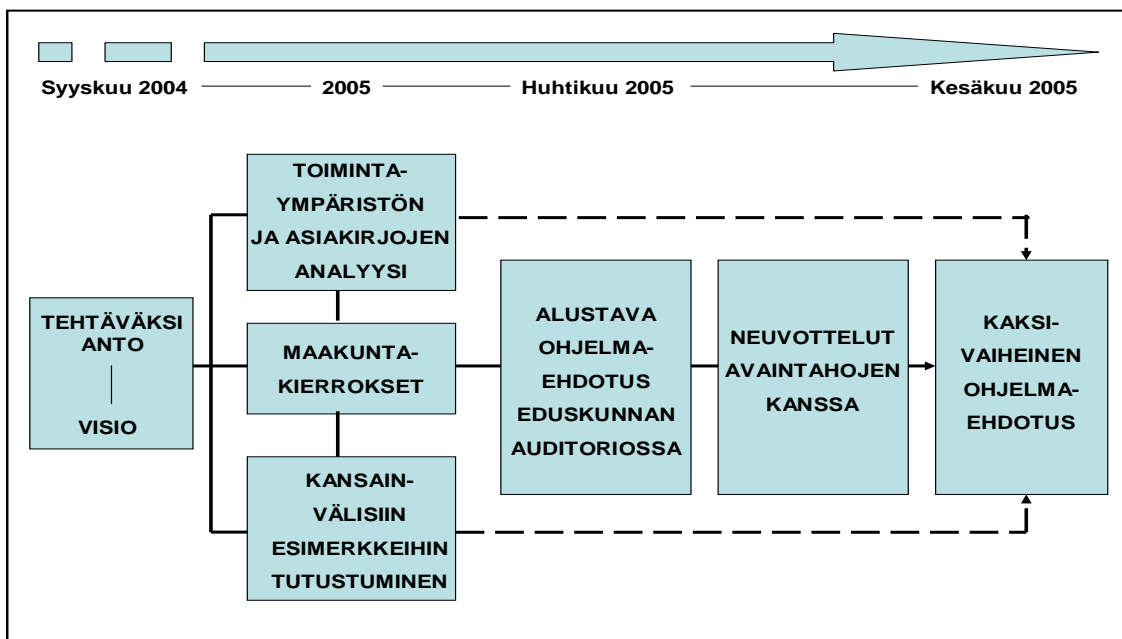 Syyskuu 2004 2005 Huhtikuu 2005 Kesäkuu 2005
TEHTÄVÄKSI
ANTO
VISIO
TOIMINTA-
YMPÄRISTÖN
JA ASIAKIRJOJEN
ANALYYSI
MAAKUNTA-
KIERROKSET
KANSAIN-
VÄLISIIN
ESIMERKKEIHIN
TUTUSTUMINEN
ALUSTAVA
OHJELMA-
EHDOTUS
EDUSKUNNAN
AUDITORIOSSA
NEUVOTTELUT
AVAINTAHOJEN
KANSSA
KAKSI-
VAIHEINEN
OHJELMA-
EHDOTUS